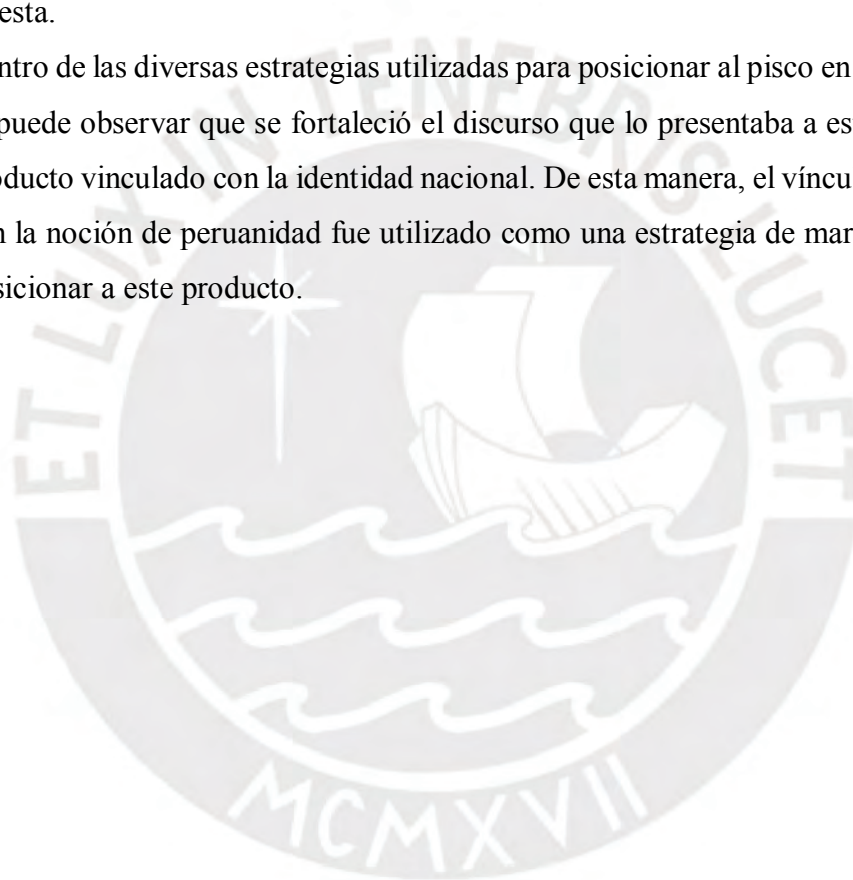 esta.
ntro de las diversas estrategias utilizadas para posicionar al pisco en
puede observar que se fortaleció el discurso que lo presentaba a es
oducto vinculado con la identidad nacional. De esta manera, el víncu
n la noción de peruanidad fue utilizado como una estrategia de mar
sicionar a este producto.
ET LUX IN TENEBRIS LUCET
MCMXVII